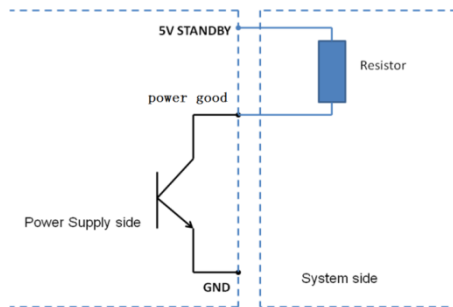 5V STANDBY
Resistor
power good
Power Supply side
GND
System side